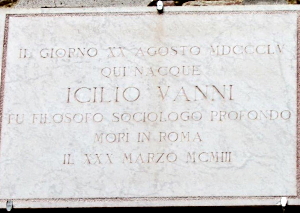 IL GIORNO XX AGOSTO MDCCCLV
QUI NACQUE
ICILIO VANNI
FU FILOSOFO SOCIOLOGO PROFONDO
MORÌ IN ROMA
IL XXX MARZO MCMIII